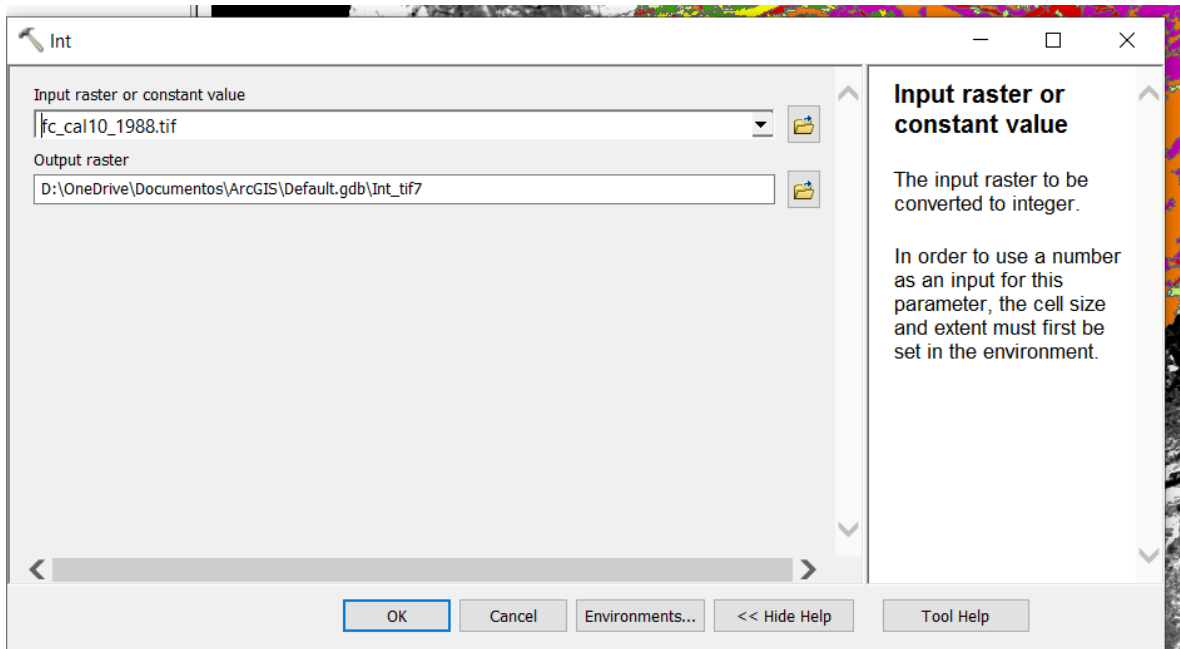 Int
Input raster or constant value
fc_cal10_1988.tif
Output raster
D:\OneDrive\Documentos\ArcGIS\Default.gdb\Int_tif7
OK
Cancel
Environments...
<< Hide Help
Input raster or
constant value
The input raster to be
converted to integer.
In order to use a number
as an input for this
parameter, the cell size
and extent must first be
set in the environment.
Tool Help